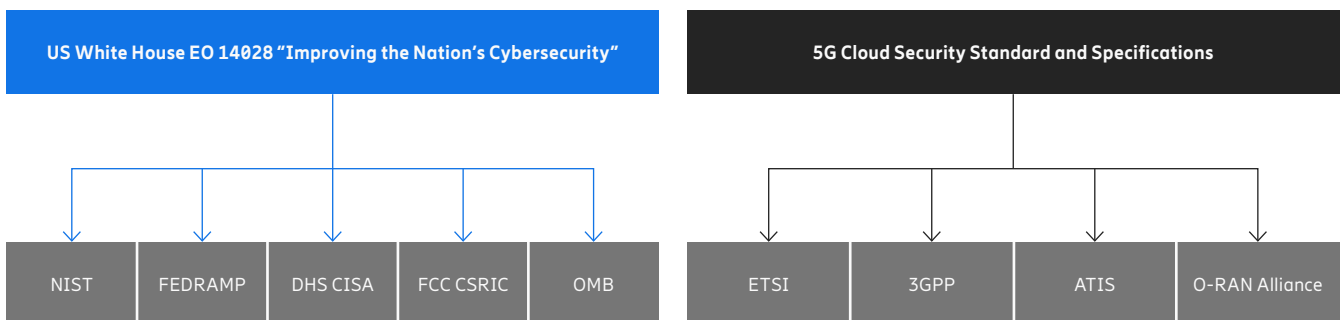 US White House EO 14028 “Improving the Nation’s Cybersecurity”
5G Cloud Security Standard and Specifications
NIST
FEDRAMP
DHS CISA
FCC CSRIC
OMB
ETSI
3GPP
ATIS
O-RAN Alliance